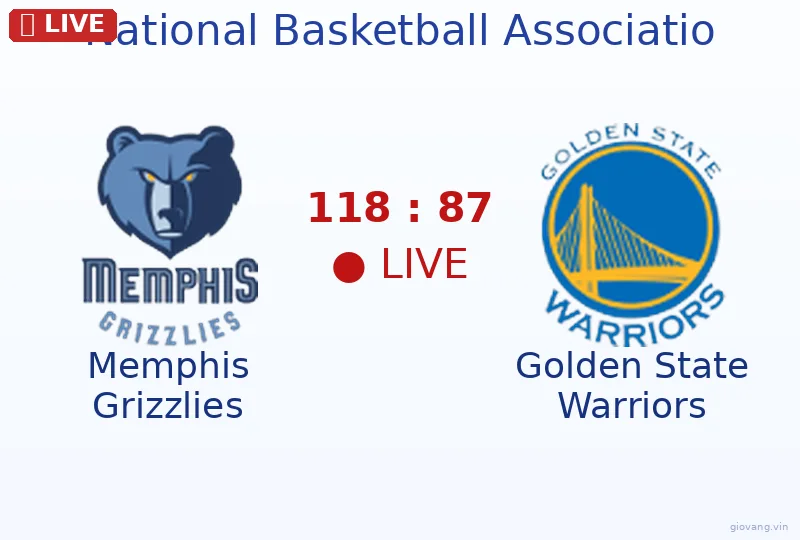 LIVE
National Basketball Associatio
GOLDEN STATE
WARRIORS
MEMPHIS
GRIZZLIES
118 : 87
● LIVE
Memphis
Grizzlies
Golden State
Warriors
giovang.vin